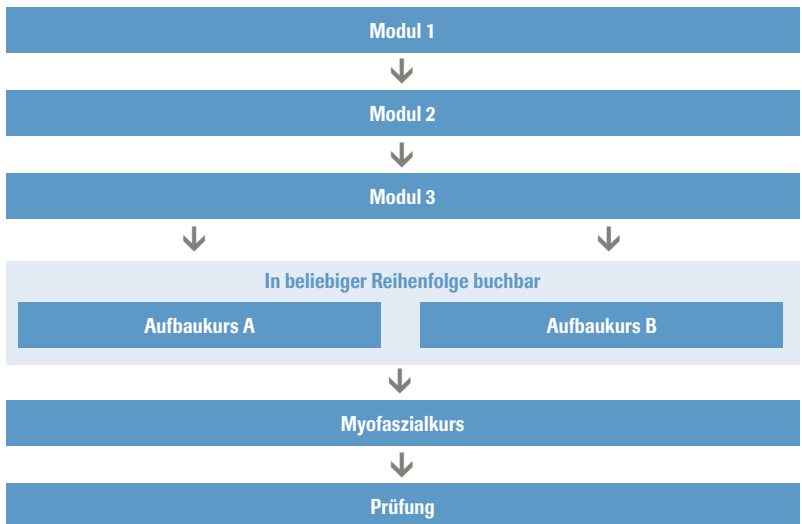 Modul 1
Modul 2
Modul 3
In beliebiger Reihenfolge buchbar
Aufbaukurs A
Aufbaukurs B
Myofaszialkurs
Prüfung